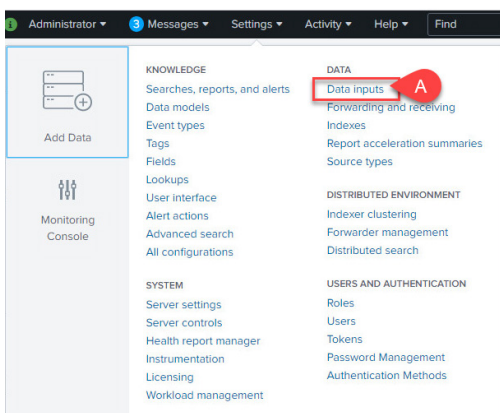 i Administrator ▾ 3 Messages ▾ Settings ▾ Activity ▾ Help ▾ Find
Add Data
Monitoring
Console
KNOWLEDGE
Searches, reports, and alerts
Data models
Event types
Tags
Fields
Lookups
User interface
Alert actions
Advanced search
All configurations
SYSTEM
Server settings
Server controls
Health report manager
Instrumentation
Licensing
Workload management
DATA
Data inputs A
Forwarding and receiving
Indexes
Report acceleration summaries
Source types
DISTRIBUTED ENVIRONMENT
Indexer clustering
Forwarder management
Distributed search
USERS AND AUTHENTICATION
Roles
Users
Tokens
Password Management
Authentication Methods